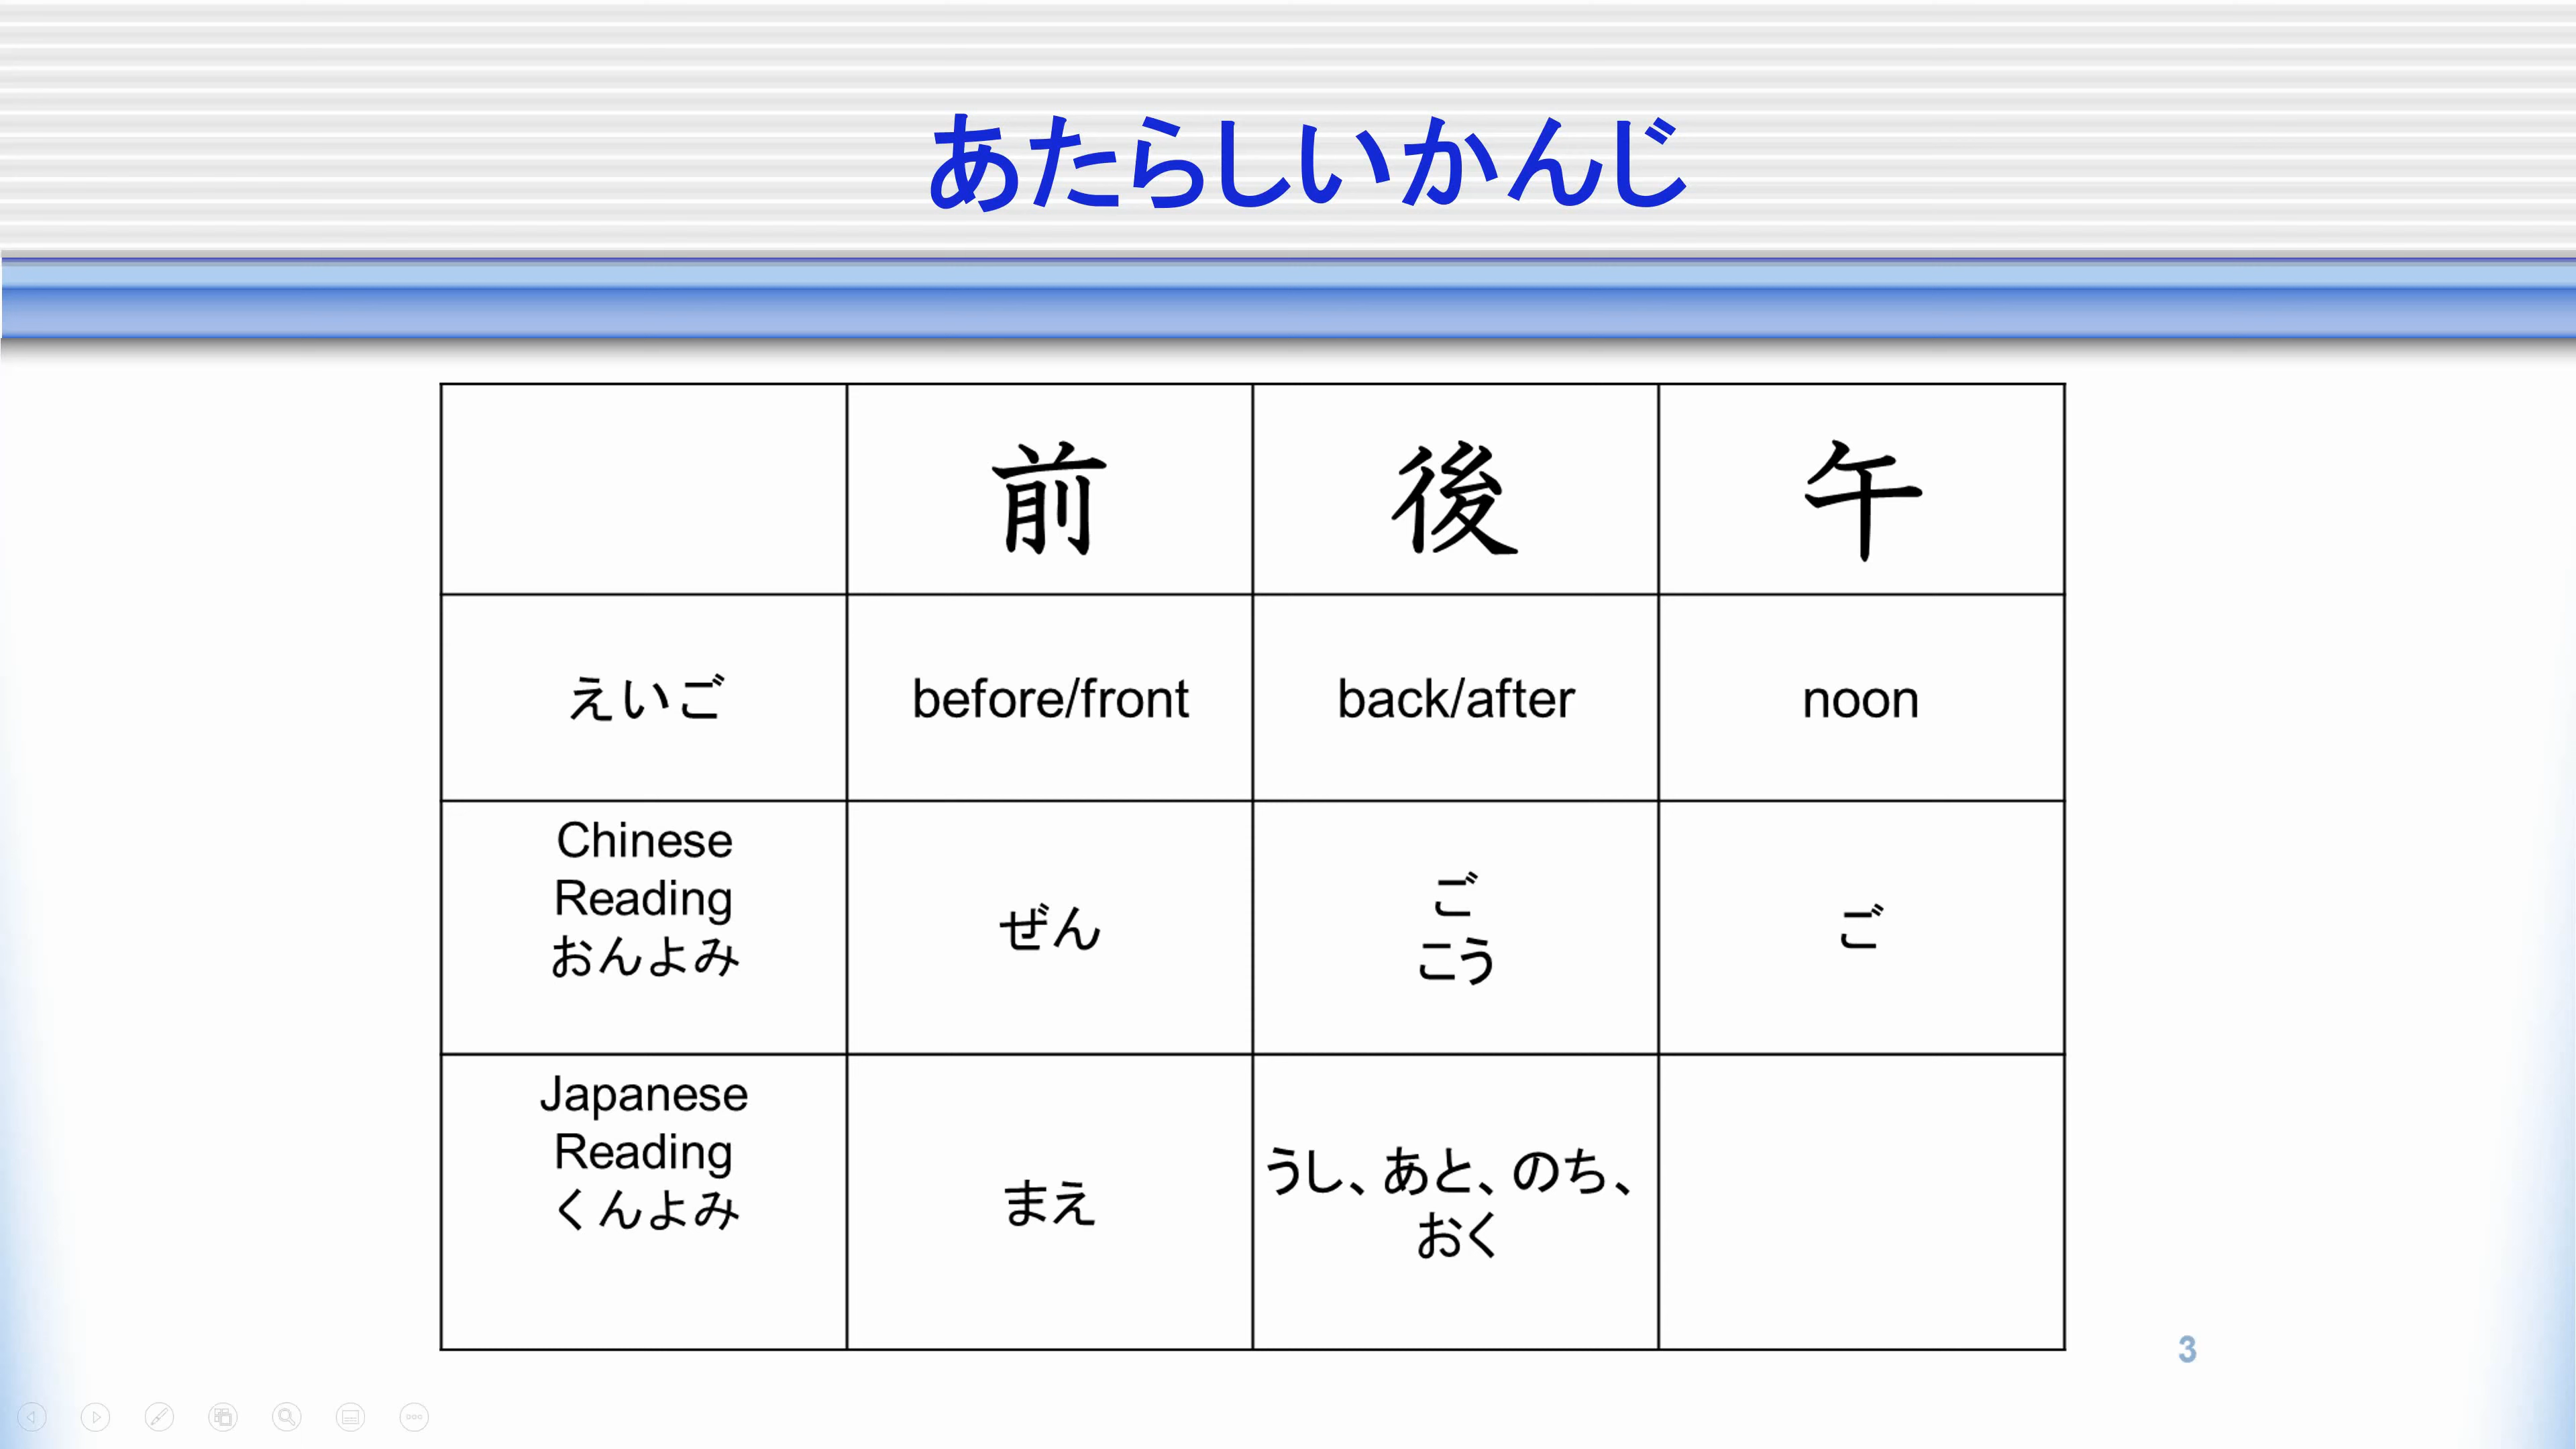 あたらしいかんじ
前 後 午
えいご before/front back/after noon
Chinese
Reading
おんよみ
ぜん
ご
こう
ご
Japanese
Reading
くんよみ
まえ
うし、あと、のち、
おく
3